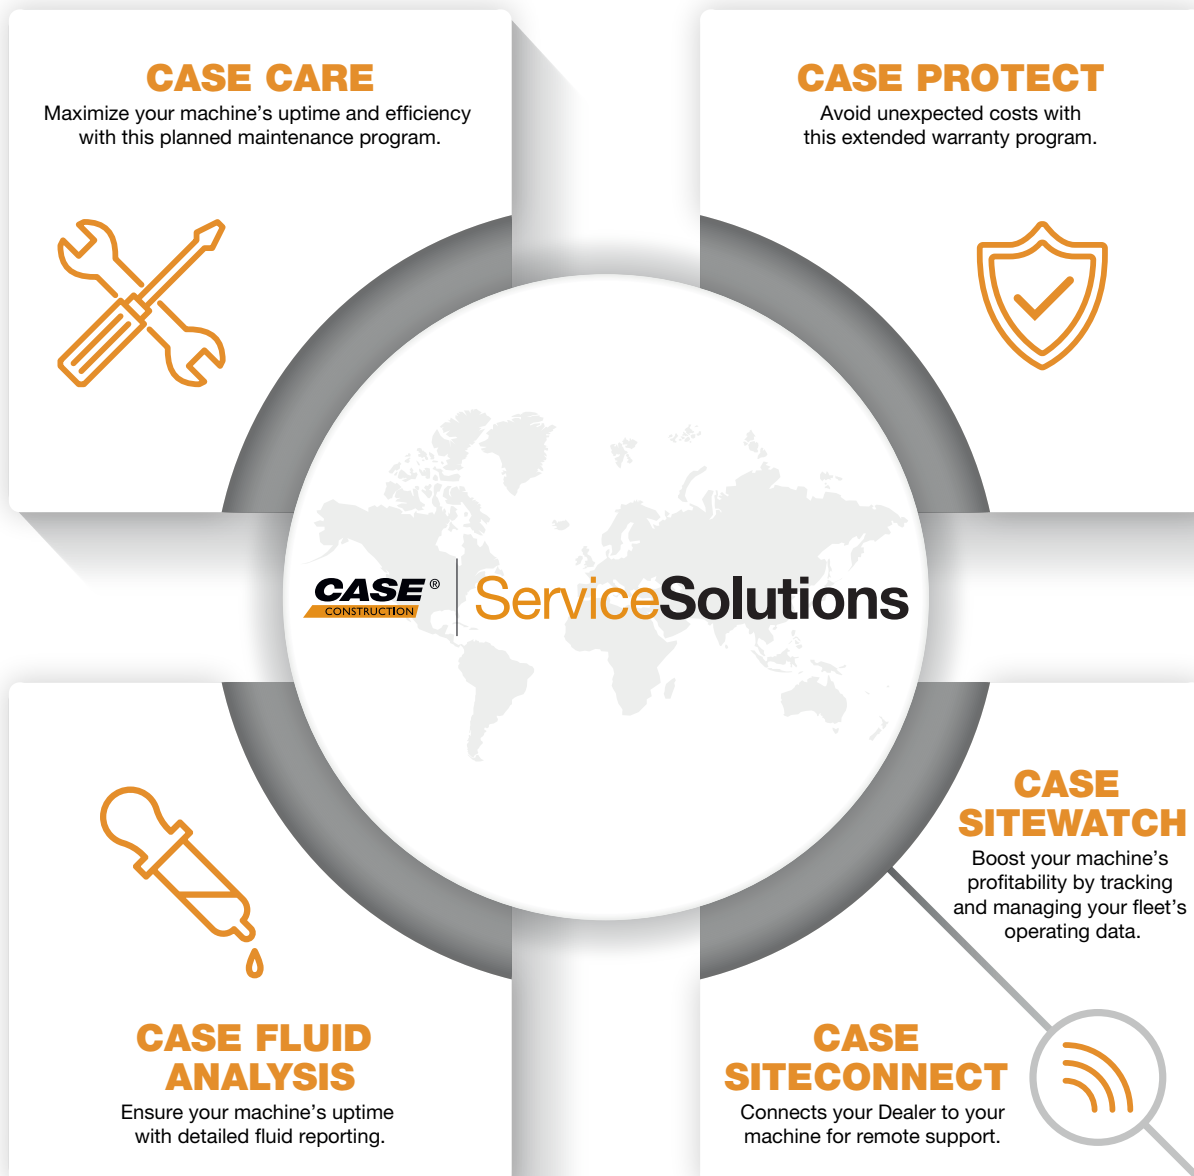 CASE CARE
Maximize your machine’s uptime and efficiency
with this planned maintenance program.
CASE PROTECT
Avoid unexpected costs with
this extended warranty program.
CASE®
CONSTRUCTION
ServiceSolutions
CASE FLUID
ANALYSIS
Ensure your machine’s uptime
with detailed fluid reporting.
CASE
SITEWATCH
Boost your machine’s
profitability by tracking
and managing your fleet’s
operating data.
CASE
SITECONNECT
Connects your Dealer to your
machine for remote support.